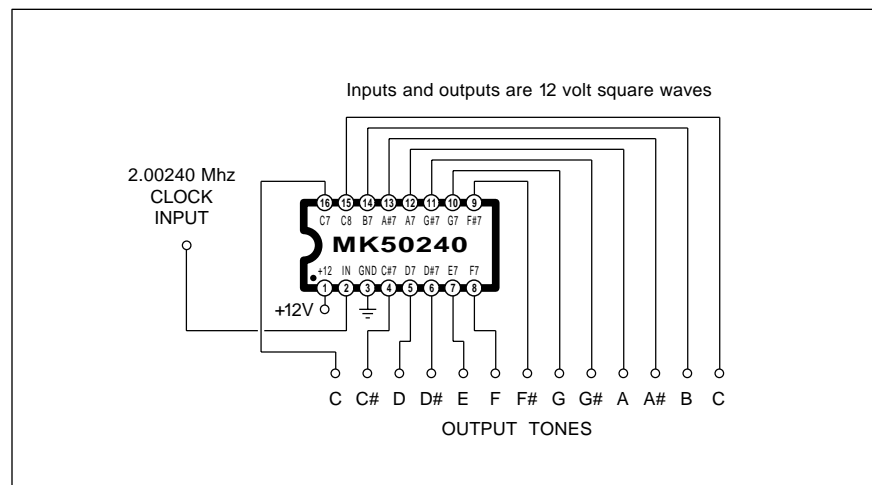 Inputs and outputs are 12 volt square waves
2.00240 Mhz
CLOCK
INPUT
16 15 14 13 12 11 10 9
C7 C8 B7 A#7 A7 G#7 G7 F#7
MK50240
+12 IN GND C#7 D7 D#7 E7 F7
1 2 3 4 5 6 7 8
+12V
C C# D D# E F F# G G# A A# B C
OUTPUT TONES